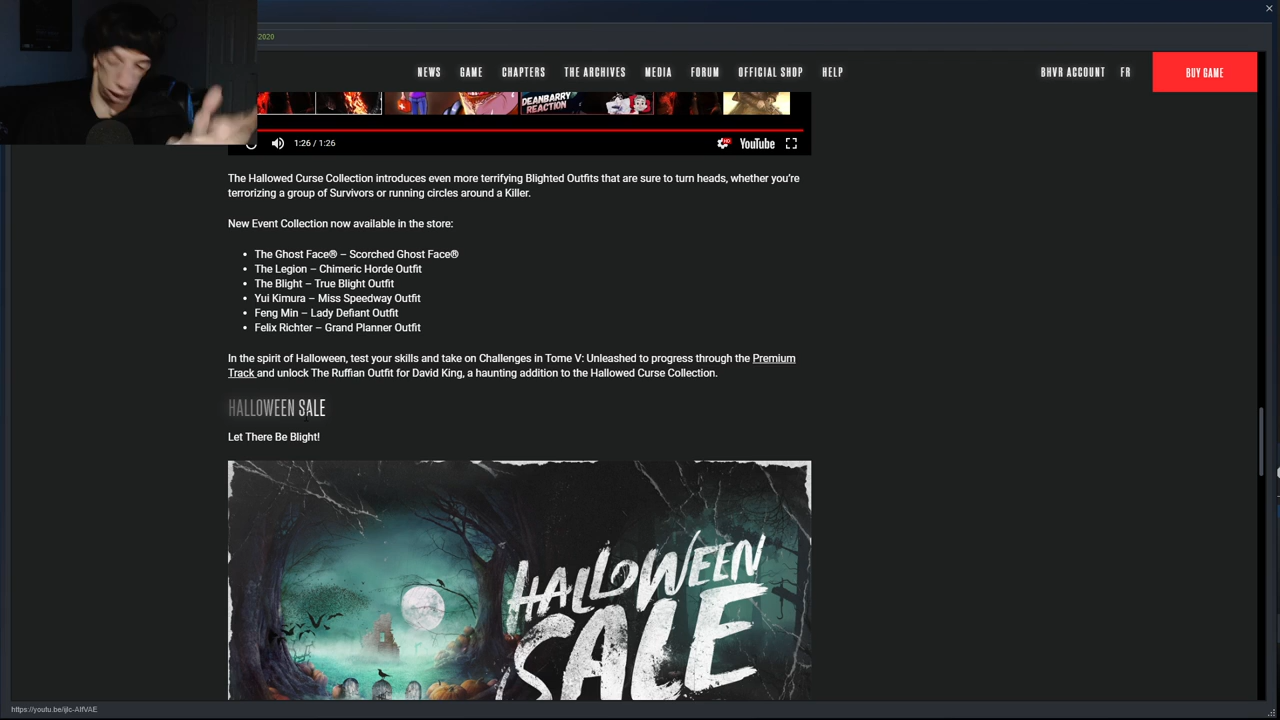 2020
NEWS GAME CHAPTERS THE ARCHIVES MEDIA FORUM OFFICIAL SHOP HELP BHVR ACCOUNT FR BUY GAME
DEANBARRY
REACTION
1:26 / 1:26 HD YouTube
The Hallowed Curse Collection introduces even more terrifying Blighted Outfits that are sure to turn heads, whether you're
terrorizing a group of Survivors or running circles around a Killer.
New Event Collection now available in the store:
• The Ghost Face® – Scorched Ghost Face®
• The Legion – Chimeric Horde Outfit
• The Blight – True Blight Outfit
• Yui Kimura – Miss Speedway Outfit
• Feng Min – Lady Defiant Outfit
• Felix Richter – Grand Planner Outfit
In the spirit of Halloween, test your skills and take on Challenges in Tome V: Unleashed to progress through the Premium
Track and unlock The Ruffian Outfit for David King, a haunting addition to the Hallowed Curse Collection.
HALLOWEEN SALE
Let There Be Blight!
HALLOWEEN
SALE
https://youtu.be/ijlc-AIfVAE